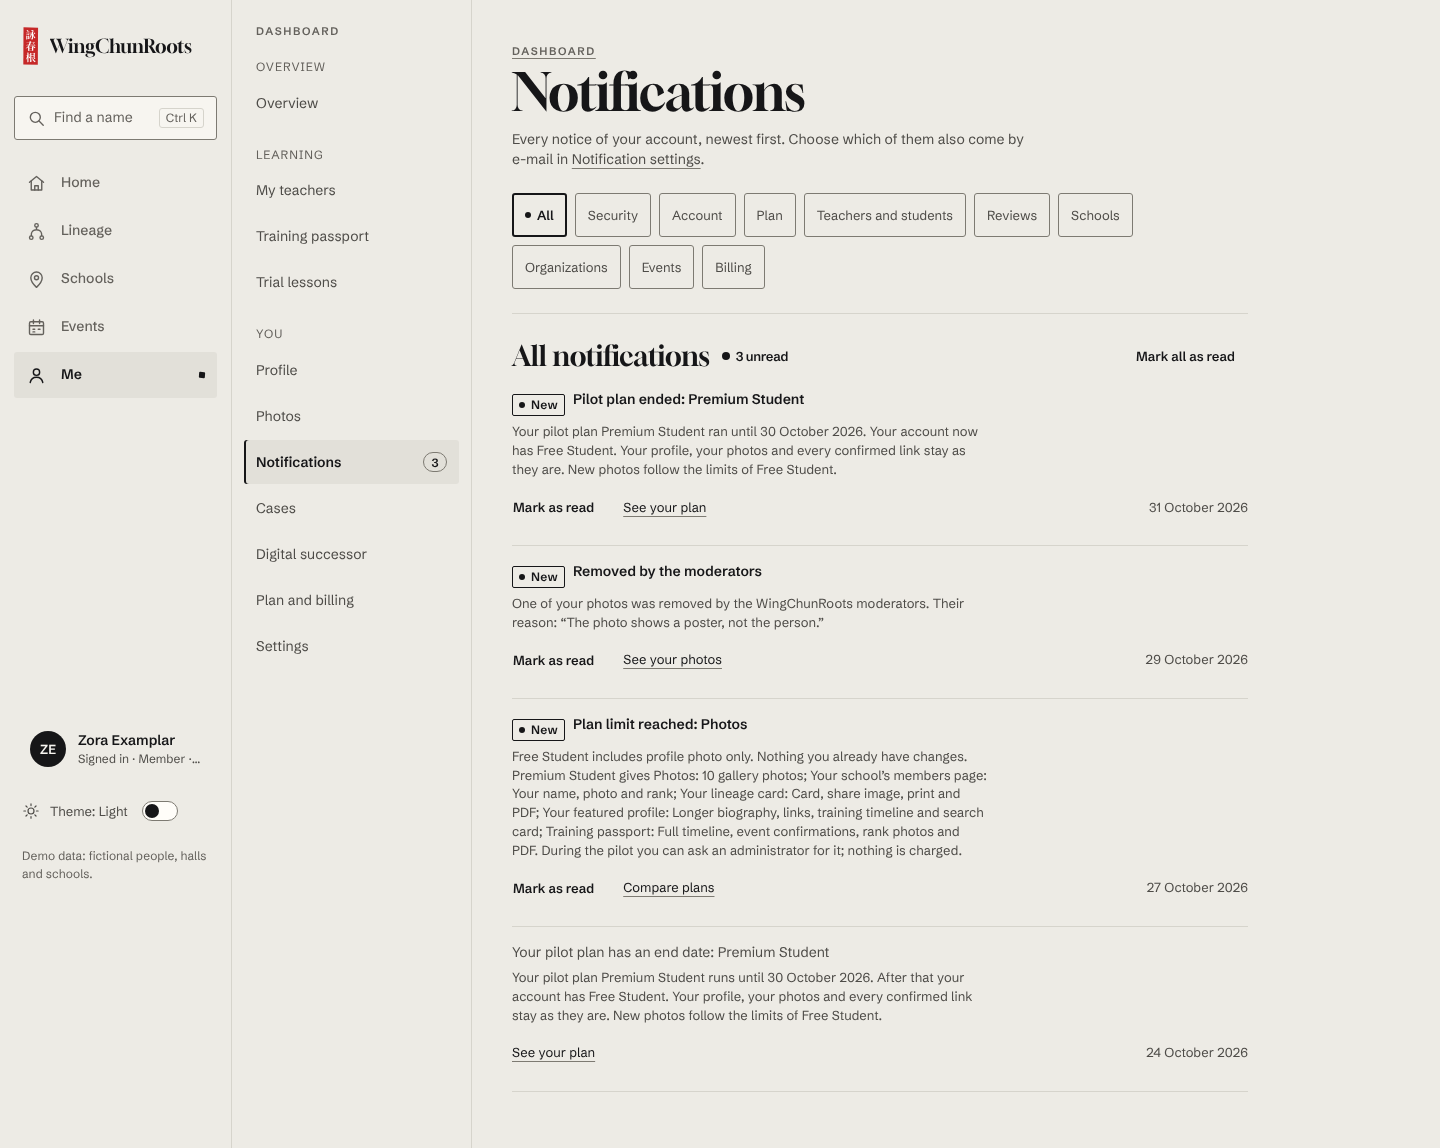 詠春根
WingChunRoots
Find a name
Ctrl K
Home
Lineage
Schools
Events
Me
ZE
Zora Examplar
Signed in · Member ·...
Theme: Light
Demo data: fictional people, halls
and schools.
DASHBOARD
OVERVIEW
Overview
LEARNING
My teachers
Training passport
Trial lessons
YOU
Profile
Photos
Notifications 3
Cases
Digital successor
Plan and billing
Settings
DASHBOARD
Notifications
Every notice of your account, newest first. Choose which of them also come by
e-mail in Notification settings.
All
Security
Account
Plan
Teachers and students
Reviews
Schools
Organizations
Events
Billing
All notifications
3 unread
Mark all as read
New
Pilot plan ended: Premium Student
Your pilot plan Premium Student ran until 30 October 2026. Your account now
has Free Student. Your profile, your photos and every confirmed link stay as
they are. New photos follow the limits of Free Student.
Mark as read
See your plan
31 October 2026
New
Removed by the moderators
One of your photos was removed by the WingChunRoots moderators. Their
reason: “The photo shows a poster, not the person.”
Mark as read
See your photos
29 October 2026
New
Plan limit reached: Photos
Free Student includes profile photo only. Nothing you already have changes.
Premium Student gives Photos: 10 gallery photos; Your school’s members page:
Your name, photo and rank; Your lineage card: Card, share image, print and
PDF; Your featured profile: Longer biography, links, training timeline and search
card; Training passport: Full timeline, event confirmations, rank photos and
PDF. During the pilot you can ask an administrator for it; nothing is charged.
Mark as read
Compare plans
27 October 2026
Your pilot plan has an end date: Premium Student
Your pilot plan Premium Student runs until 30 October 2026. After that your
account has Free Student. Your profile, your photos and every confirmed link
stay as they are. New photos follow the limits of Free Student.
See your plan
24 October 2026